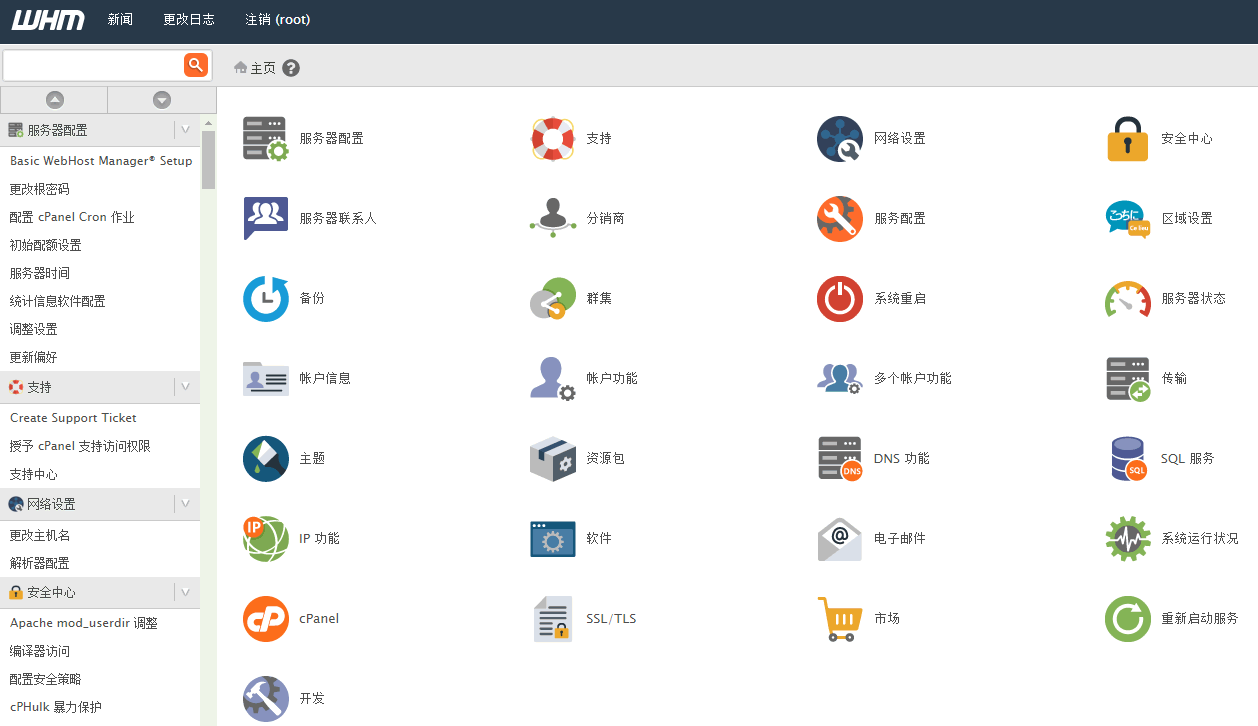 WHM 新闻 更改日志 注销 (root)
主页 ?
服务器配置
Basic WebHost Manager® Setup
更改根密码
配置 cPanel Cron 作业
初始配额设置
服务器时间
统计信息软件配置
调整设置
更新偏好
支持
Create Support Ticket
授予 cPanel 支持访问权限
支持中心
网络设置
更改主机名
解析器配置
安全中心
Apache mod_userdir 调整
编译器访问
配置安全策略
cPHulk 暴力保护
服务器配置 支持 网络设置 安全中心
服务器联系人 分销商 服务配置 こちに Ça Eau 区域设置
备份 群集 系统重启 服务器状态
帐户信息 帐户功能 多个帐户功能 传输
主题 资源包 DNS DNS 功能 SQL SQL 服务
IP IP 功能 软件 @ 电子邮件 系统运行状况
cP cPanel SSL/TLS 市场 重新启动服务
开发